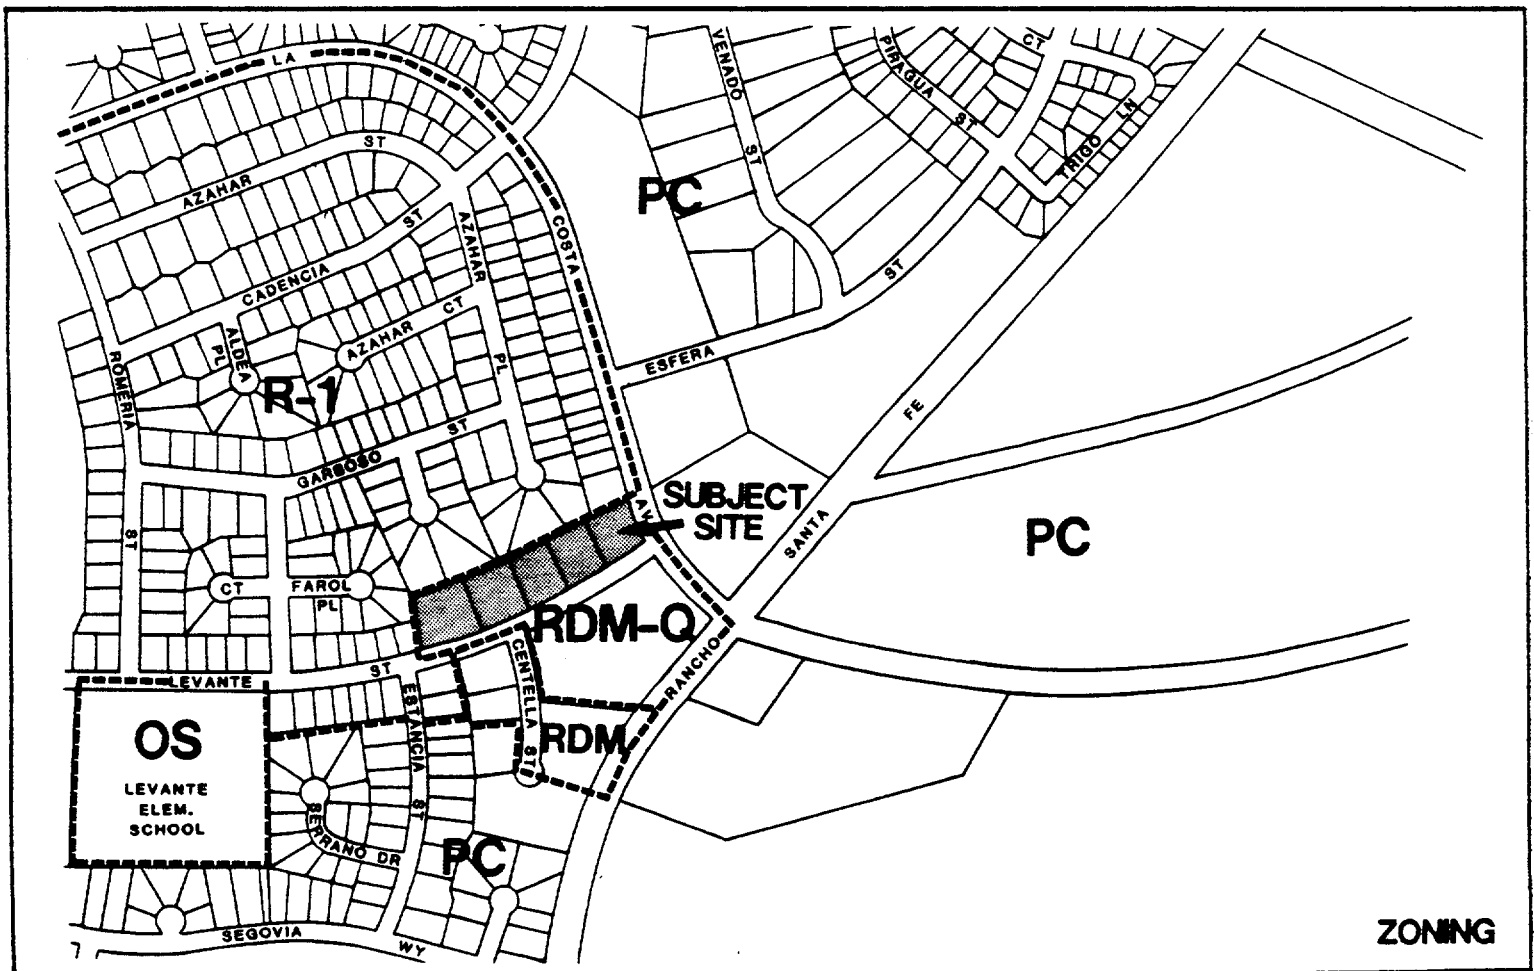 LA
ST
AZAHAR
VENADO
ST
PIRAGUA
ST
CT
TRIGO LN
PC
ST
AZAHAR
COSTA
CADENCIA
ST
AZAHAR CT
ALDEA
PL
R-1
PL
ROMERIA
ESFERA
FE
GARBOSO
ST
SUBJECT
SITE
AV
SANTA
PC
ST
CT
FAROL
PL
RDM-Q
ST
LEVANTE
CENTELLA
ST
RANCHO
ESTANCIA
ST
OS
RDM
LEVANTE
ELEM.
SCHOOL
SERRANO DR
PC
SEGOVIA
WY
ZONING